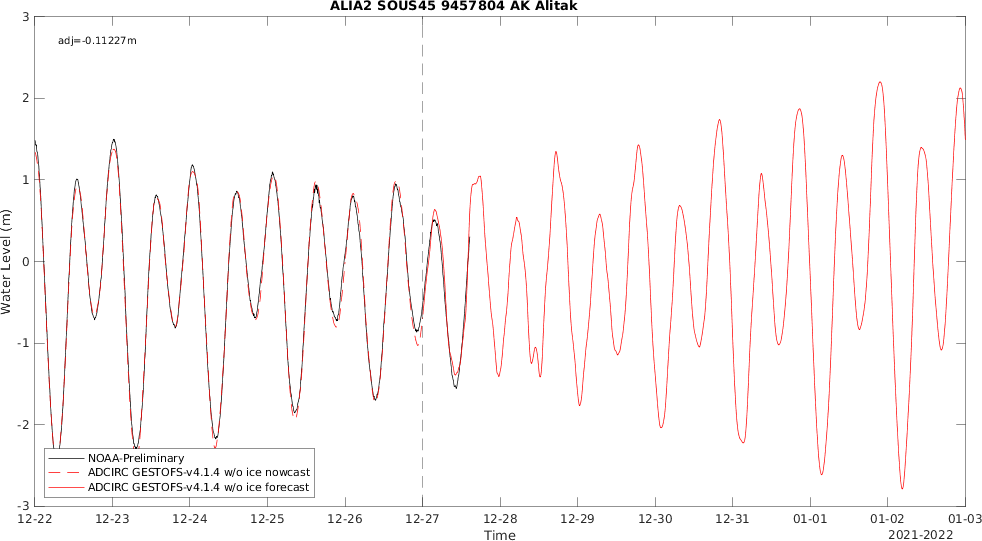 ALIA2 SOUS45 9457804 AK Alitak
adj=-0.11227m
3
2
1
0
-1
-2
-3
Water Level (m)
NOAA-Preliminary
ADCIRC GESTOFS-v4.1.4 w/o ice nowcast
ADCIRC GESTOFS-v4.1.4 w/o ice forecast
12-22 12-23 12-24 12-25 12-26 12-27 12-28 12-29 12-30 12-31 01-01 01-02 01-03
Time
2021-2022